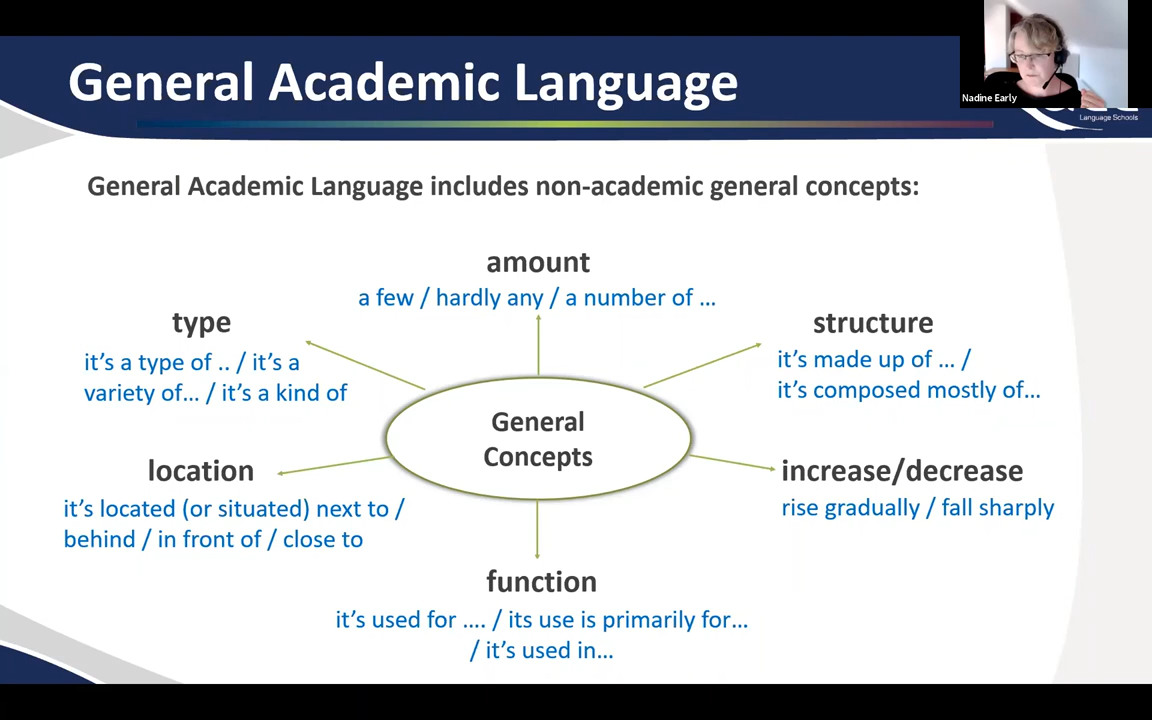 General Academic Language
Nadine Early
Language Schools
General Academic Language includes non-academic general concepts:
amount
a few / hardly any / a number of …
type
it’s a type of .. / it’s a
variety of… / it’s a kind of
structure
it’s made up of … /
it’s composed mostly of…
General
Concepts
location
it’s located (or situated) next to /
behind / in front of / close to
increase/decrease
rise gradually / fall sharply
function
it’s used for …. / its use is primarily for…
/ it’s used in…